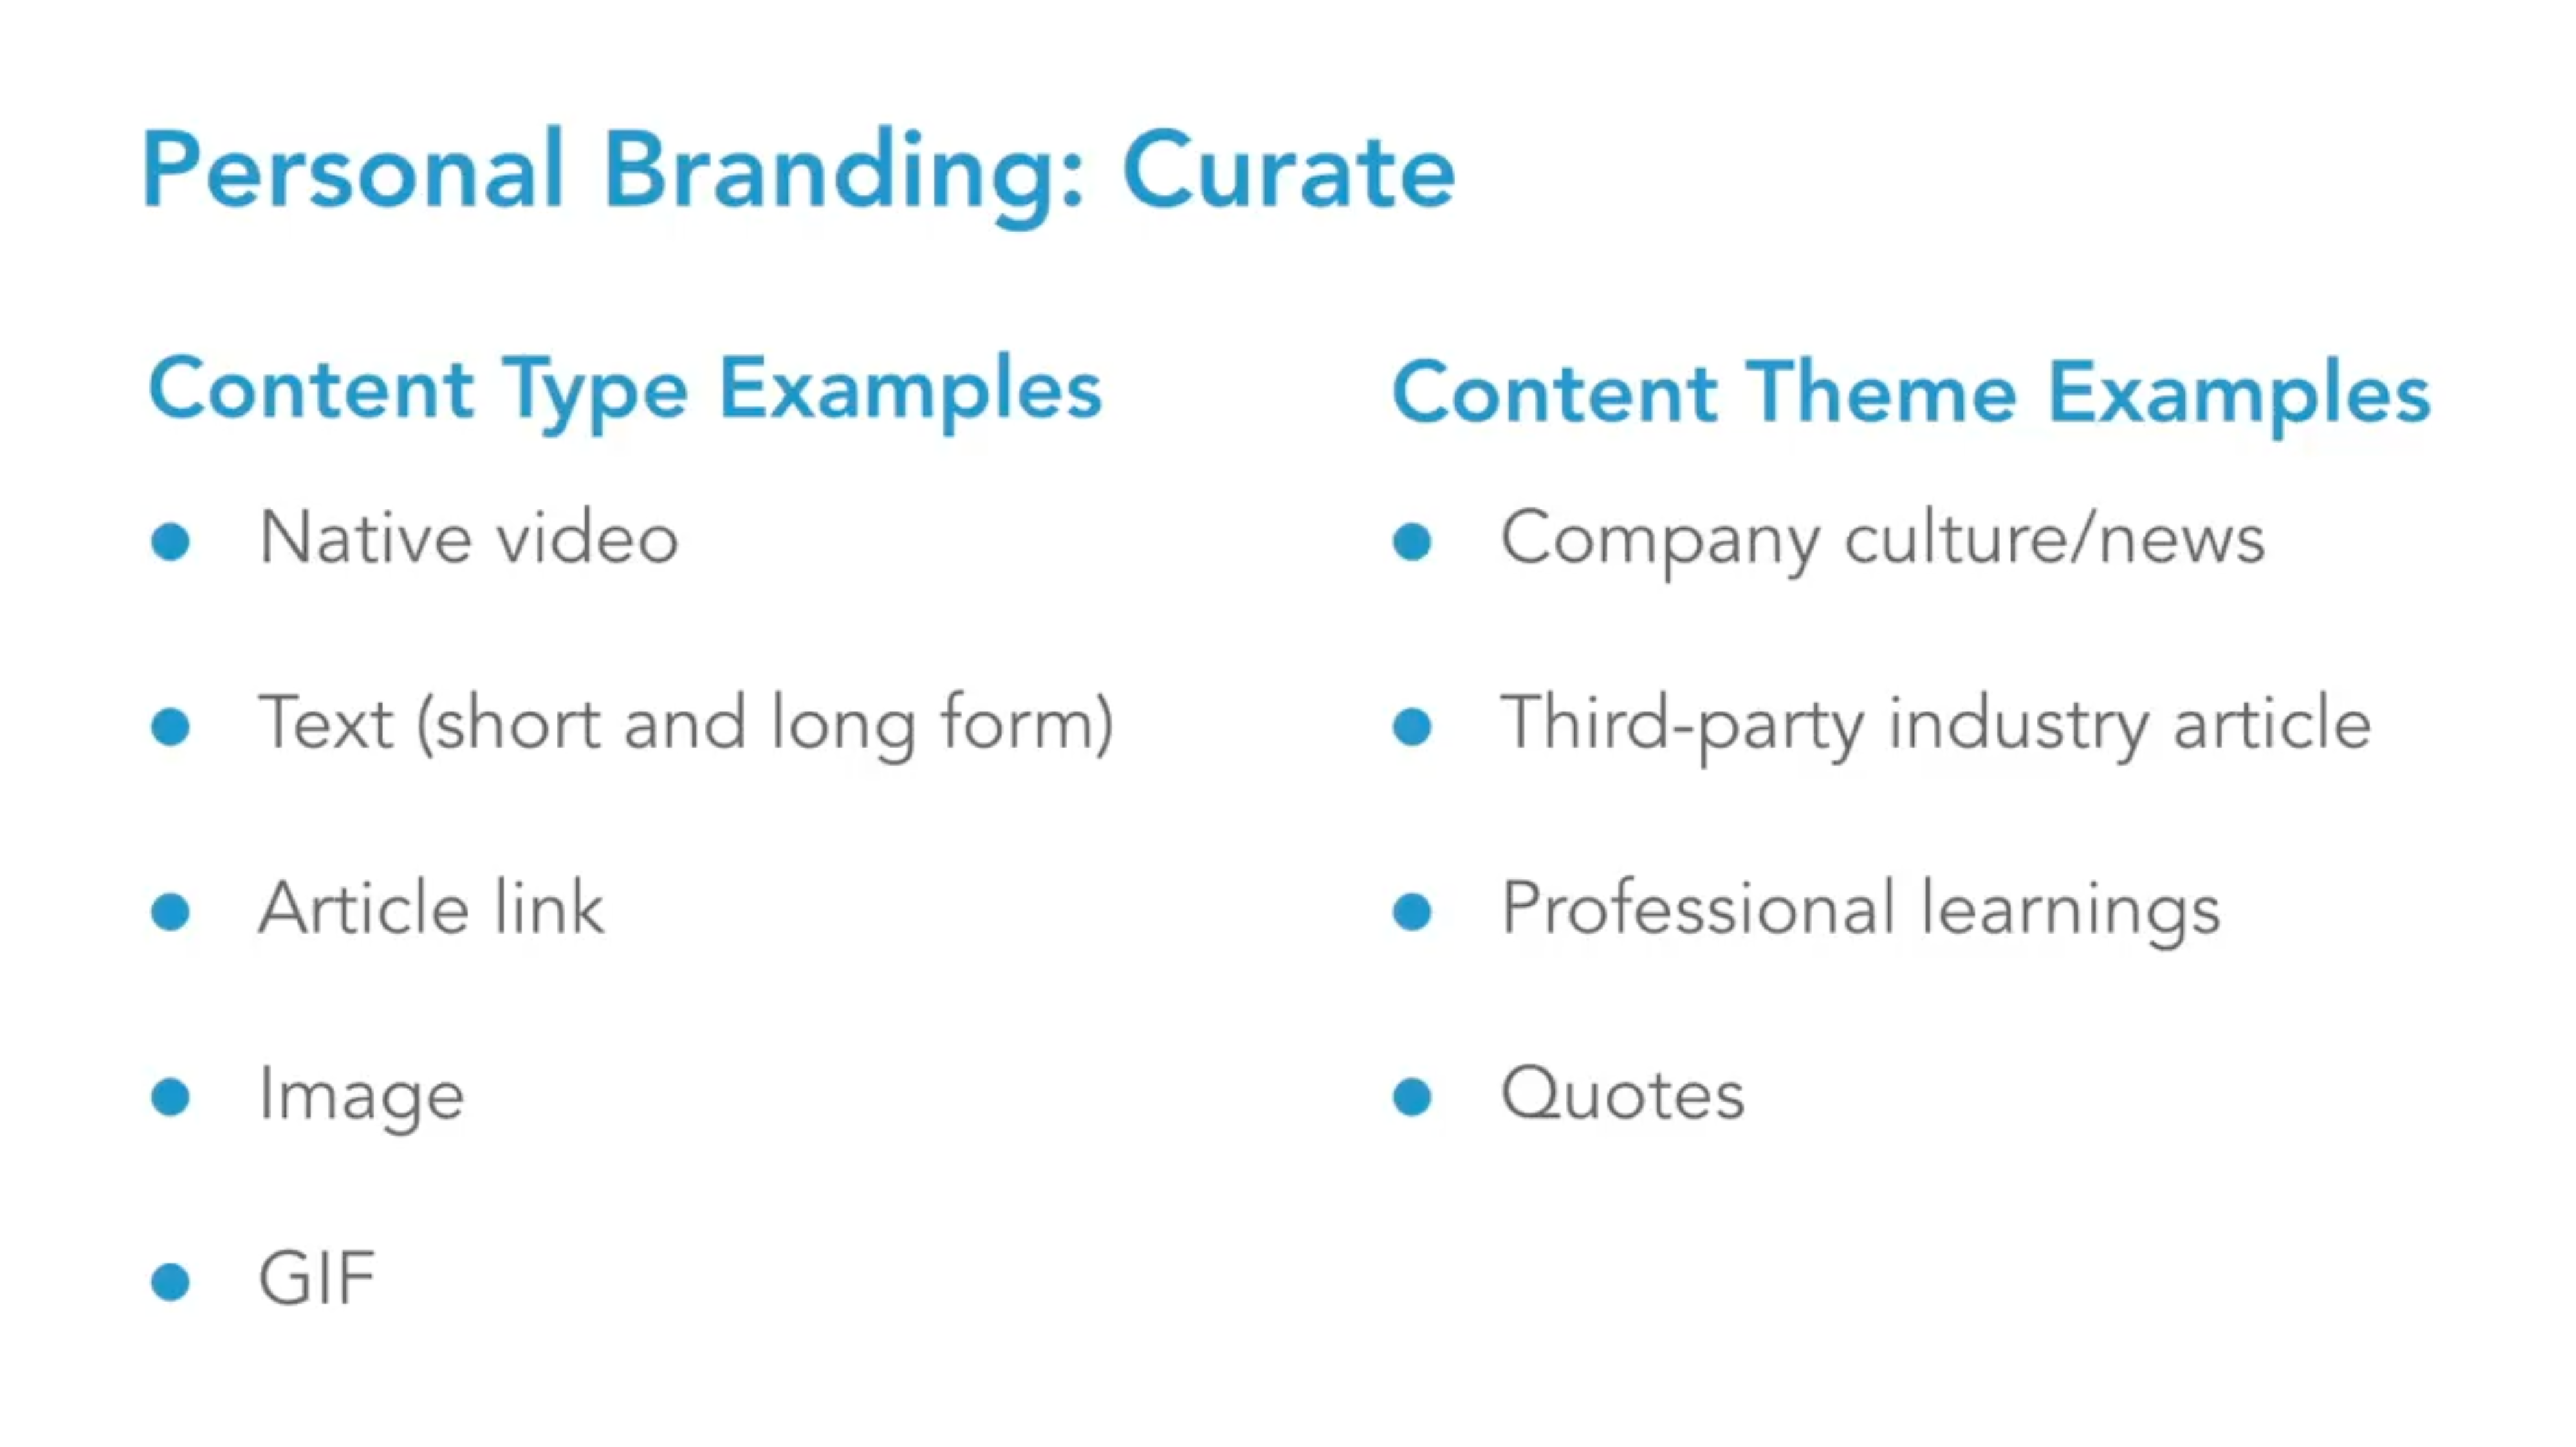 Personal Branding: Curate
Content Type Examples
Native video
Text (short and long form)
Article link
Image
GIF
Content Theme Examples
Company culture/news
Third-party industry article
Professional learnings
Quotes